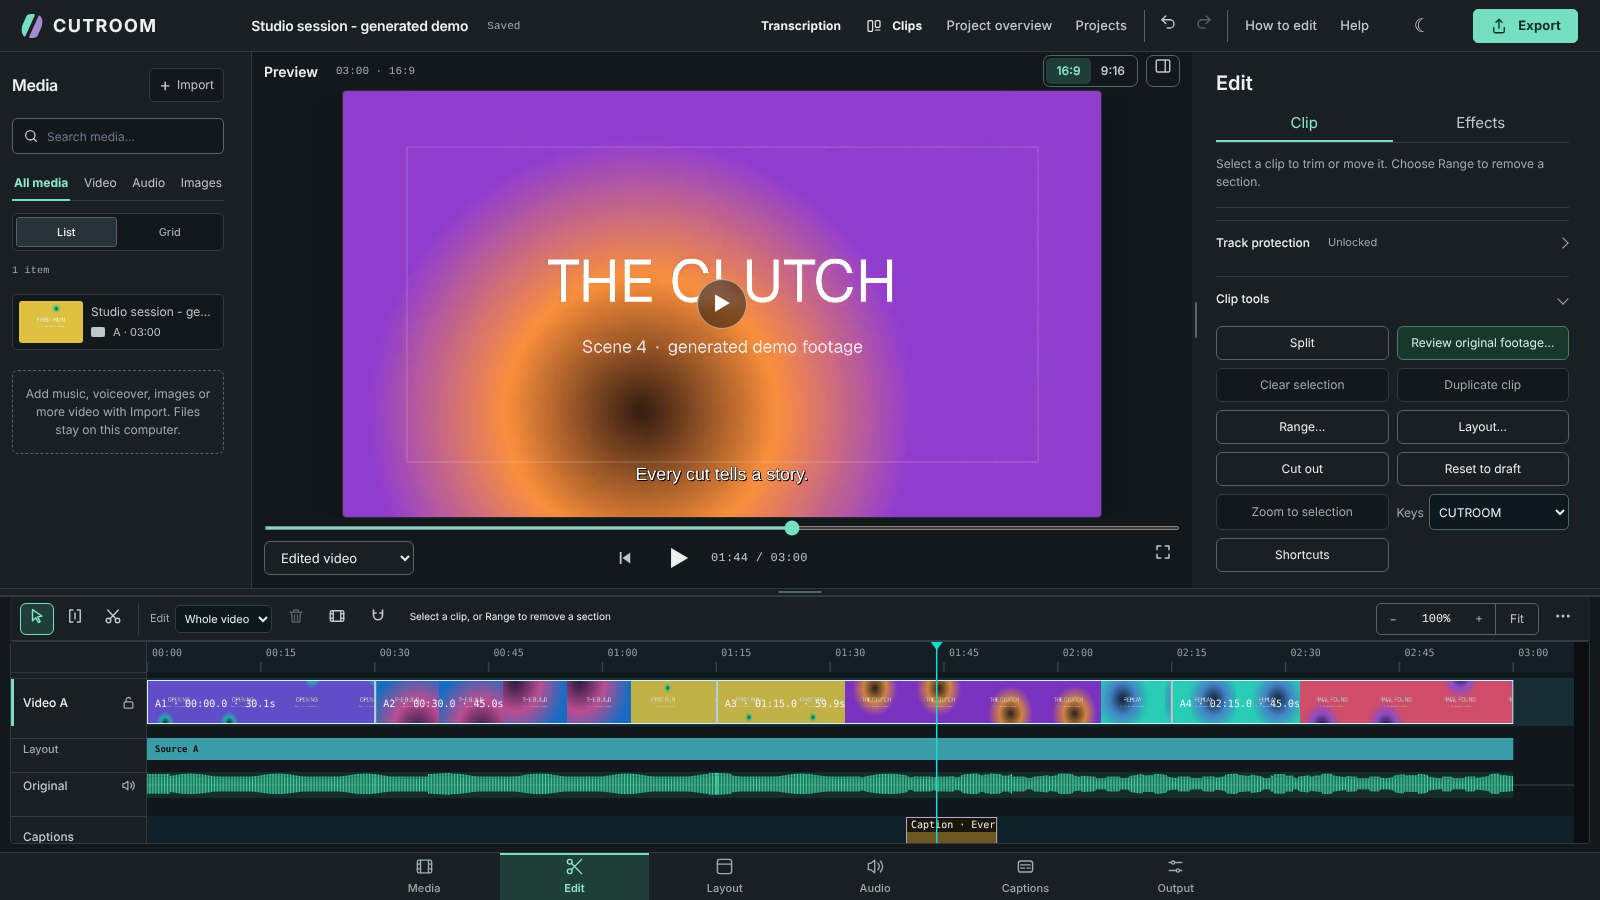 CUTROOM
Studio session - generated demo
Saved
Transcription
Clips
Project overview
Projects
How to edit
Help
Export
Media
+ Import
Search media...
All media
Video
Audio
Images
List
Grid
1 item
Studio session - ge...
A · 03:00
Add music, voiceover, images or
more video with Import. Files
stay on this computer.
Preview
03:00 · 16:9
16:9
9:16
THE CLUTCH
Scene 4 · generated demo footage
Every cut tells a story.
Edited video
01:44 / 03:00
Edit
Clip
Effects
Select a clip to trim or move it. Choose Range to remove a
section.
Track protection
Unlocked
Clip tools
Split
Review original footage...
Clear selection
Duplicate clip
Range...
Layout...
Cut out
Reset to draft
Zoom to selection
Keys
CUTROOM
Shortcuts
Edit
Whole video
Select a clip, or Range to remove a section
- 100% +
Fit
00:00
00:15
00:30
00:45
01:00
01:15
01:30
01:45
02:00
02:15
02:30
02:45
03:00
Video A
A1 · 00:00.0 · 30.1s
A2 · 00:30.0 · 45.0s
A3 · 01:15.0 · 59.9s
A4 · 02:15.0 · 45.0s
Layout
Source A
Original
Captions
Caption · Ever
Media
Edit
Layout
Audio
Captions
Output